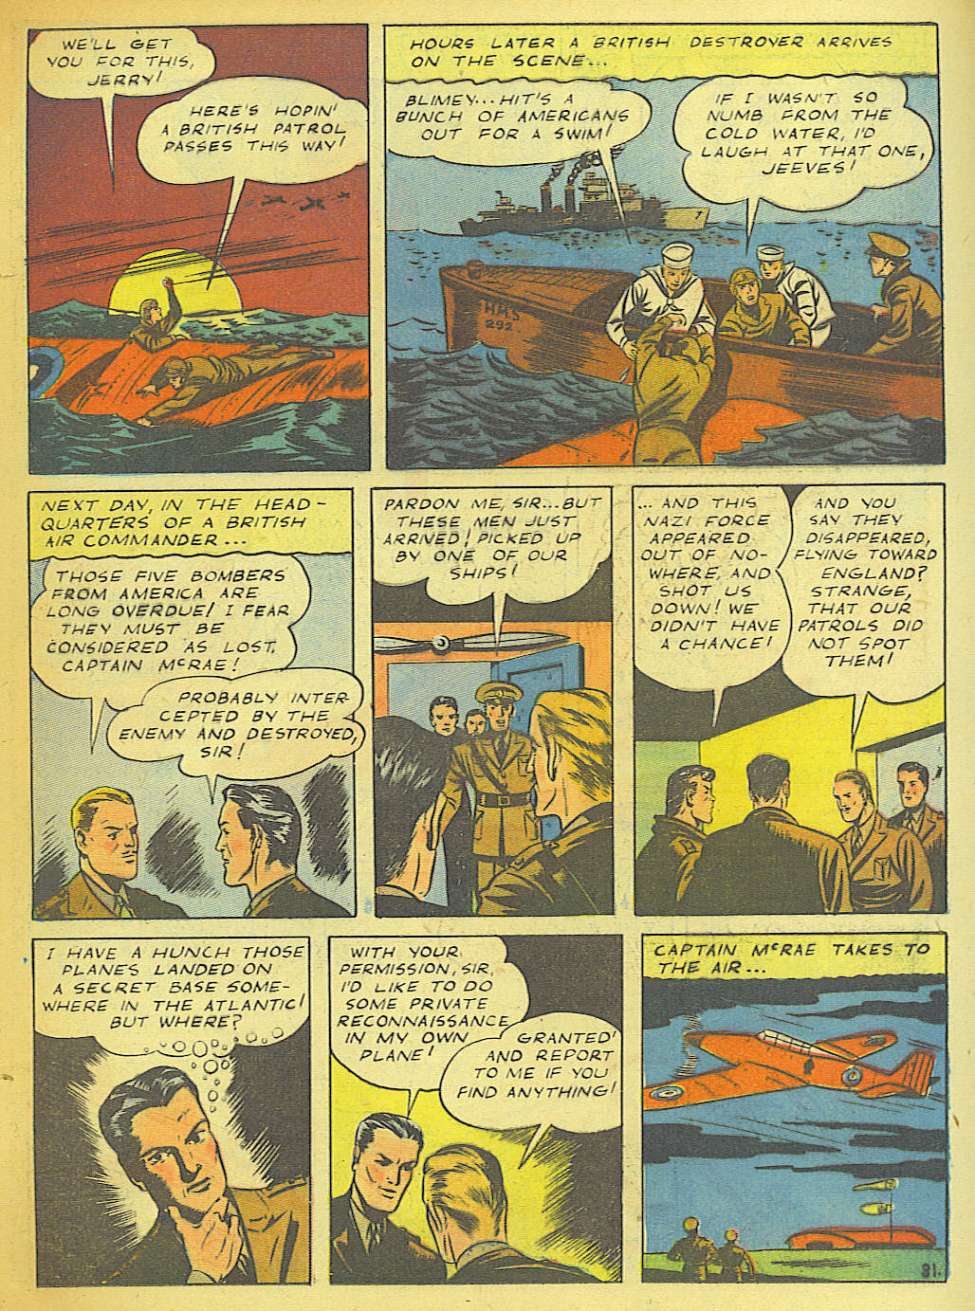 WE'LL GET
YOU FOR THIS,
JERRY!
HERE'S HOPIN'
A BRITISH PATROL
PASSES THIS WAY!
HOURS LATER A BRITISH DESTROYER ARRIVES
ON THE SCENE...
BLIMEY... HIT'S A
BUNCH OF AMERICANS
OUT FOR A SWIM!
IF I WASN'T SO
NUMB FROM THE
COLD WATER, I'D
LAUGH AT THAT ONE,
JEEVES!
HMS
292
NEXT DAY, IN THE HEAD-
QUARTERS OF A BRITISH
AIR COMMANDER...
THOSE FIVE BOMBERS
FROM AMERICA ARE
LONG OVERDUE! I FEAR
THEY MUST BE
CONSIDERED AS LOST,
CAPTAIN McRAE!
PROBABLY INTER-
CEPTED BY THE
ENEMY AND DESTROYED,
SIR!
PARDON ME, SIR... BUT
THESE MEN JUST
ARRIVED! PICKED UP
BY ONE OF OUR
SHIPS!
... AND THIS
NAZI FORCE
APPEARED
OUT OF NO-
WHERE, AND
SHOT US
DOWN! WE
DIDN'T HAVE
A CHANCE!
AND YOU
SAY THEY
DISAPPEARED,
FLYING TOWARD
ENGLAND?
STRANGE,
THAT OUR
PATROLS DID
NOT SPOT
THEM!
I HAVE A HUNCH THOSE
PLANES LANDED ON
A SECRET BASE SOME-
WHERE IN THE ATLANTIC!
BUT WHERE?
WITH YOUR
PERMISSION, SIR,
I'D LIKE TO DO
SOME PRIVATE
RECONNAISSANCE
IN MY OWN
PLANE!
GRANTED!
AND REPORT
TO ME IF YOU
FIND ANYTHING!
CAPTAIN McRAE TAKES TO
THE AIR...
31.